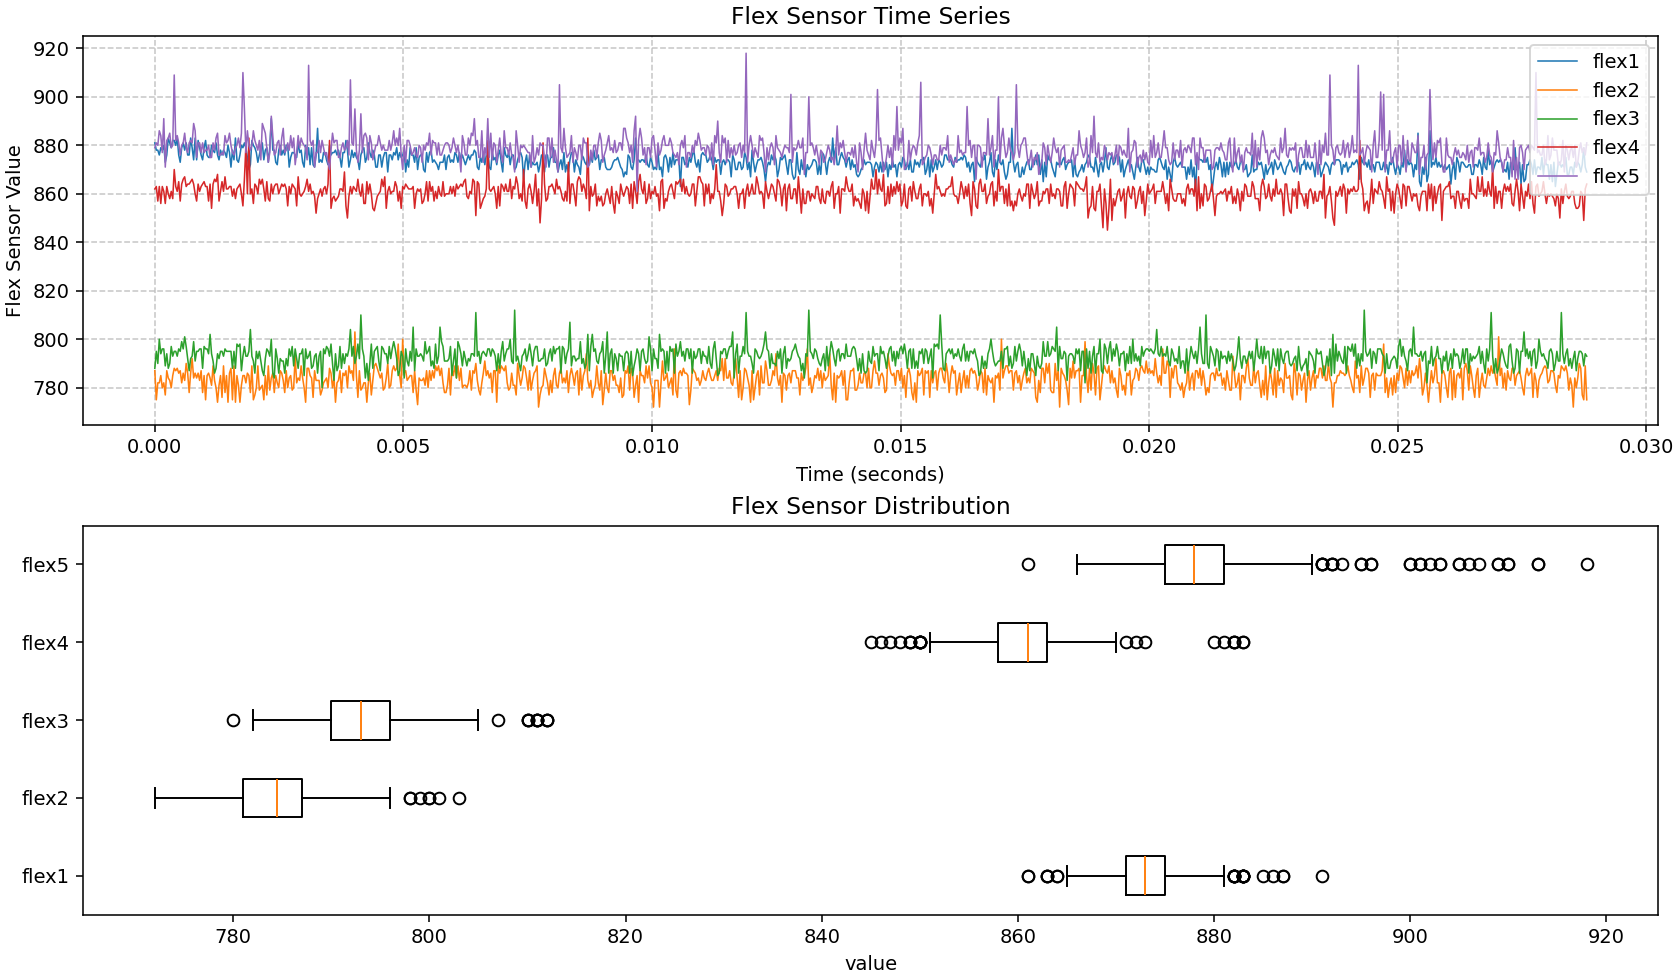 Flex Sensor Time Series
Flex Sensor Value
920
900
880
860
840
820
800
780
flex1
flex2
flex3
flex4
flex5
0.000 0.005 0.010 0.015 0.020 0.025 0.030
Time (seconds)
Flex Sensor Distribution
flex5
flex4
flex3
flex2
flex1
780 800 820 840 860 880 900 920
value